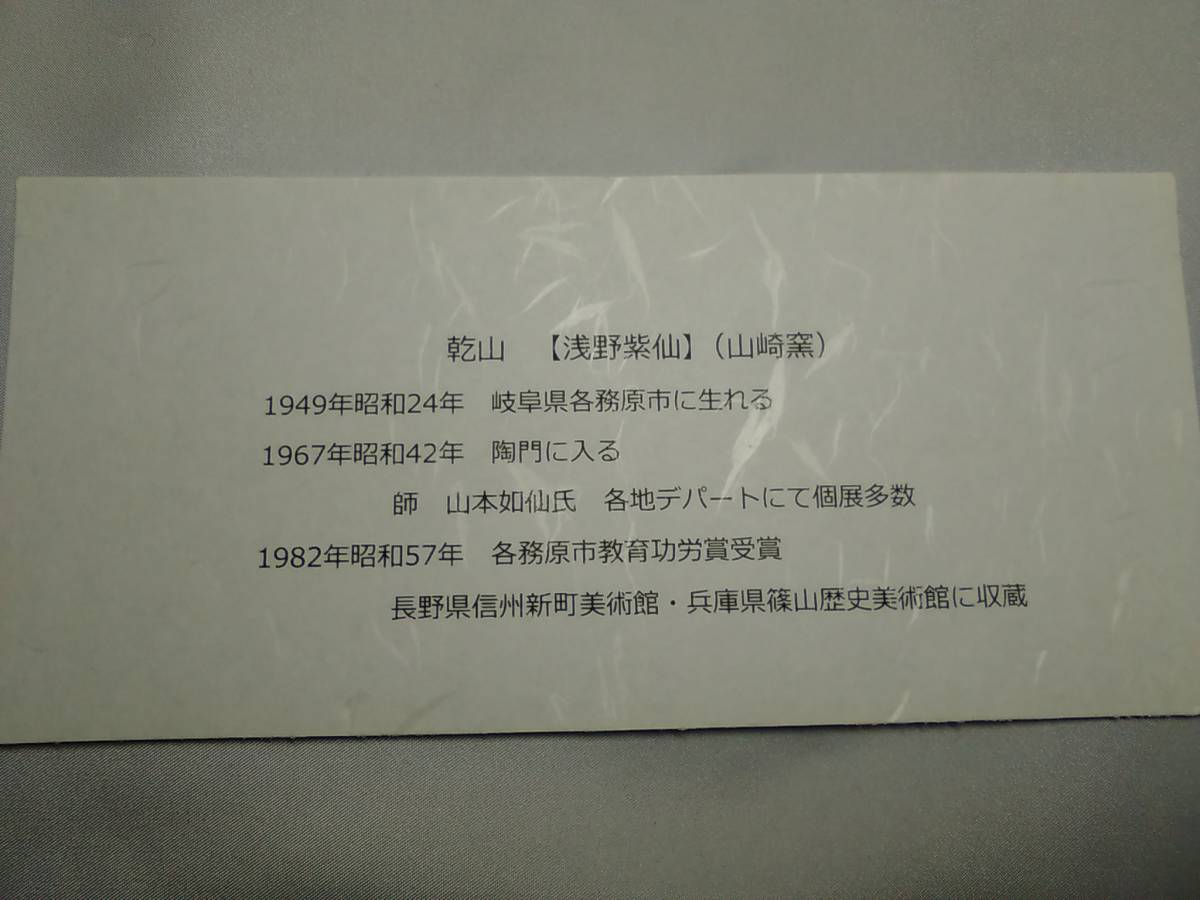 乾山　【浅野紫仙】（山崎窯）
1949年昭和24年　岐阜県各務原市に生れる
1967年昭和42年　陶門に入る
師　山本如仙氏　各地デパートにて個展多数
1982年昭和57年　各務原市教育功労賞受賞
長野県信州新町美術館・兵庫県篠山歴史美術館に収蔵